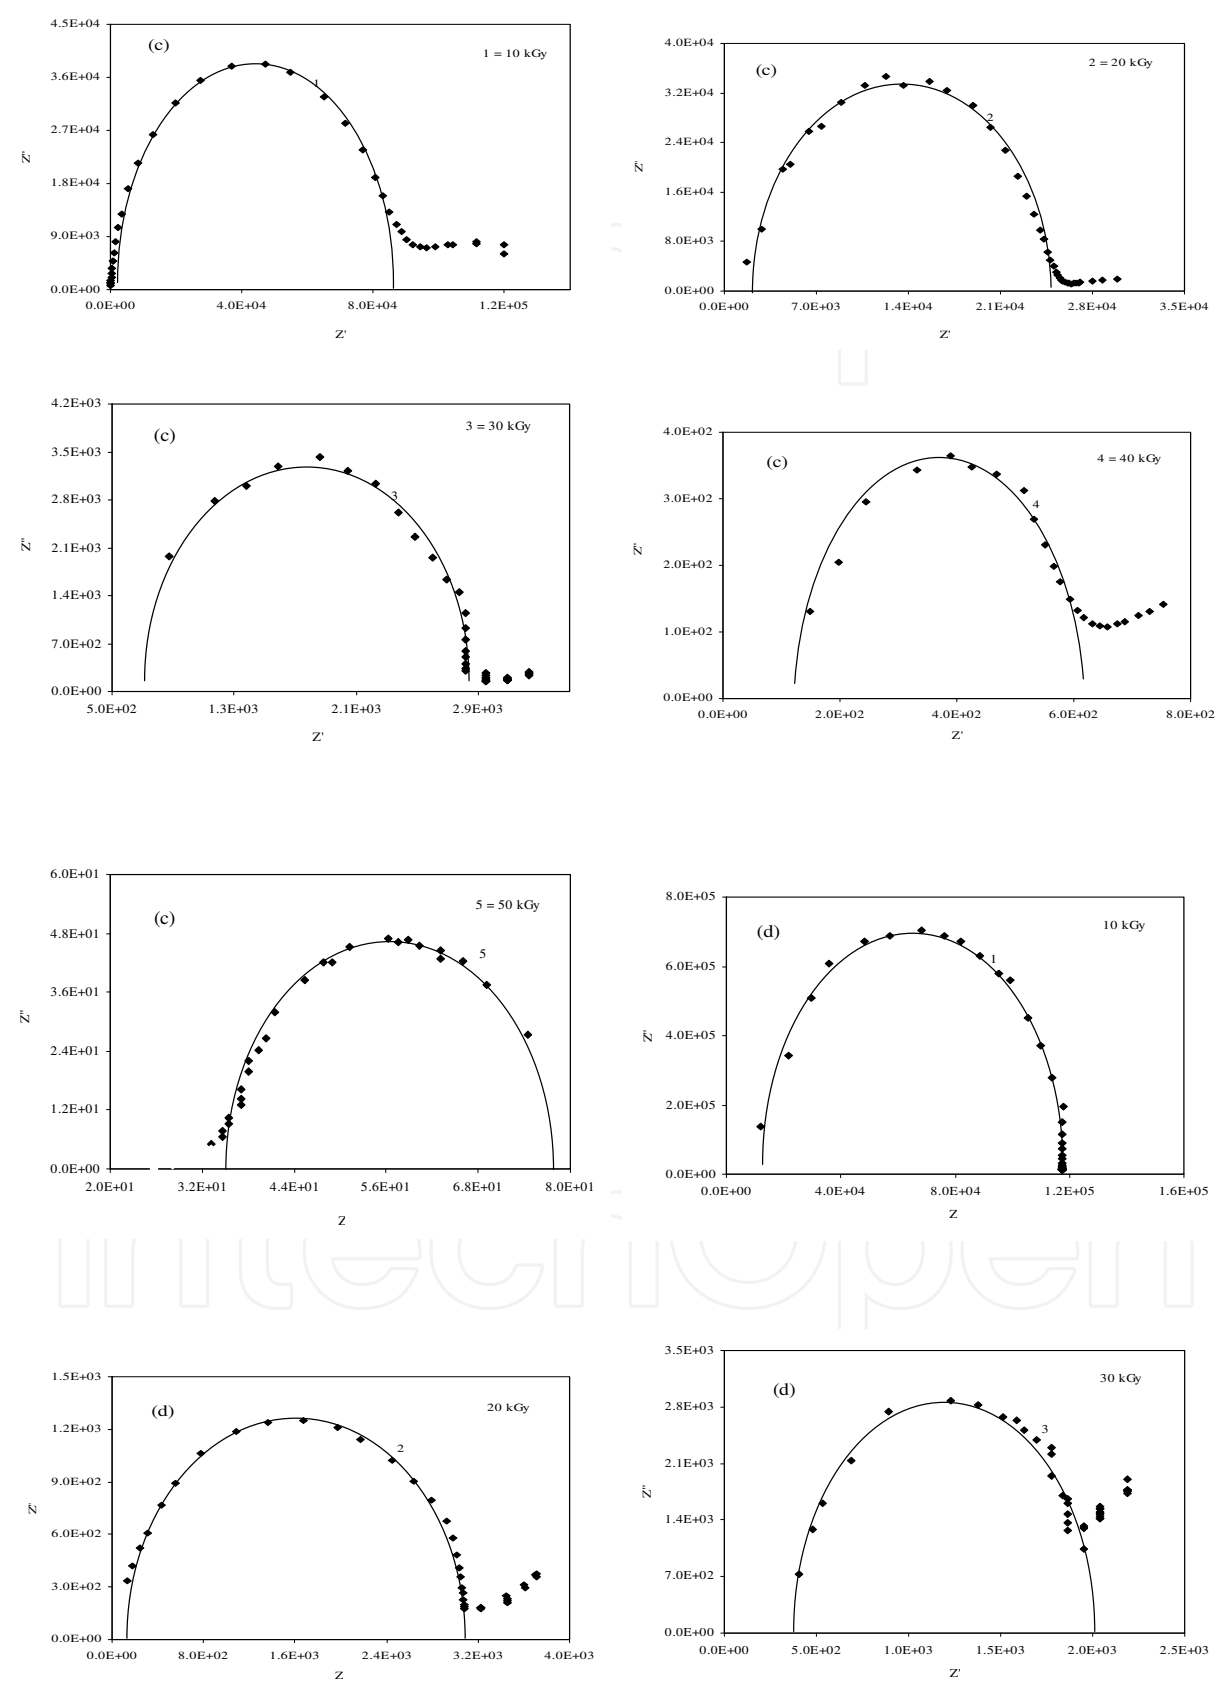 4.5E+04
(c)
1 = 10 kGy
3.6E+04
1
2.7E+04
Z"
1.8E+04
9.0E+03
0.0E+00
0.0E+00 4.0E+04 8.0E+04 1.2E+05
Z'
4.0E+04
(c)
2 = 20 kGy
3.2E+04
2
2.4E+04
Z'
1.6E+04
8.0E+03
0.0E+00
0.0E+00 7.0E+03 1.4E+04 2.1E+04 2.8E+04 3.5E+04
Z'
4.2E+03
(c)
3 = 30 kGy
3.5E+03
3
2.8E+03
Z"
2.1E+03
1.4E+03
7.0E+02
0.0E+00
5.0E+02 1.3E+03 2.1E+03 2.9E+03
Z'
4.0E+02
(c)
4 = 40 kGy
3.0E+02
4
Z"
2.0E+02
1.0E+02
0.0E+00
0.0E+00 2.0E+02 4.0E+02 6.0E+02 8.0E+02
Z'
6.0E+01
(c)
5 = 50 kGy
4.8E+01
5
3.6E+01
Z"
2.4E+01
1.2E+01
0.0E+00
2.0E+01 3.2E+01 4.4E+01 5.6E+01 6.8E+01 8.0E+01
Z
8.0E+05
(d)
10 kGy
6.0E+05
1
4.0E+05
Z"
2.0E+05
0.0E+00
0.0E+00 4.0E+04 8.0E+04 1.2E+05 1.6E+05
Z
intechopen
1.5E+03
(d)
20 kGy
1.2E+03
2
9.0E+02
Z'
6.0E+02
3.0E+02
0.0E+00
0.0E+00 8.0E+02 1.6E+03 2.4E+03 3.2E+03 4.0E+03
Z
3.5E+03
(d)
30 kGy
2.8E+03
3
2.1E+03
Z"
1.4E+03
7.0E+02
0.0E+00
0.0E+00 5.0E+02 1.0E+03 1.5E+03 2.0E+03 2.5E+03
Z'